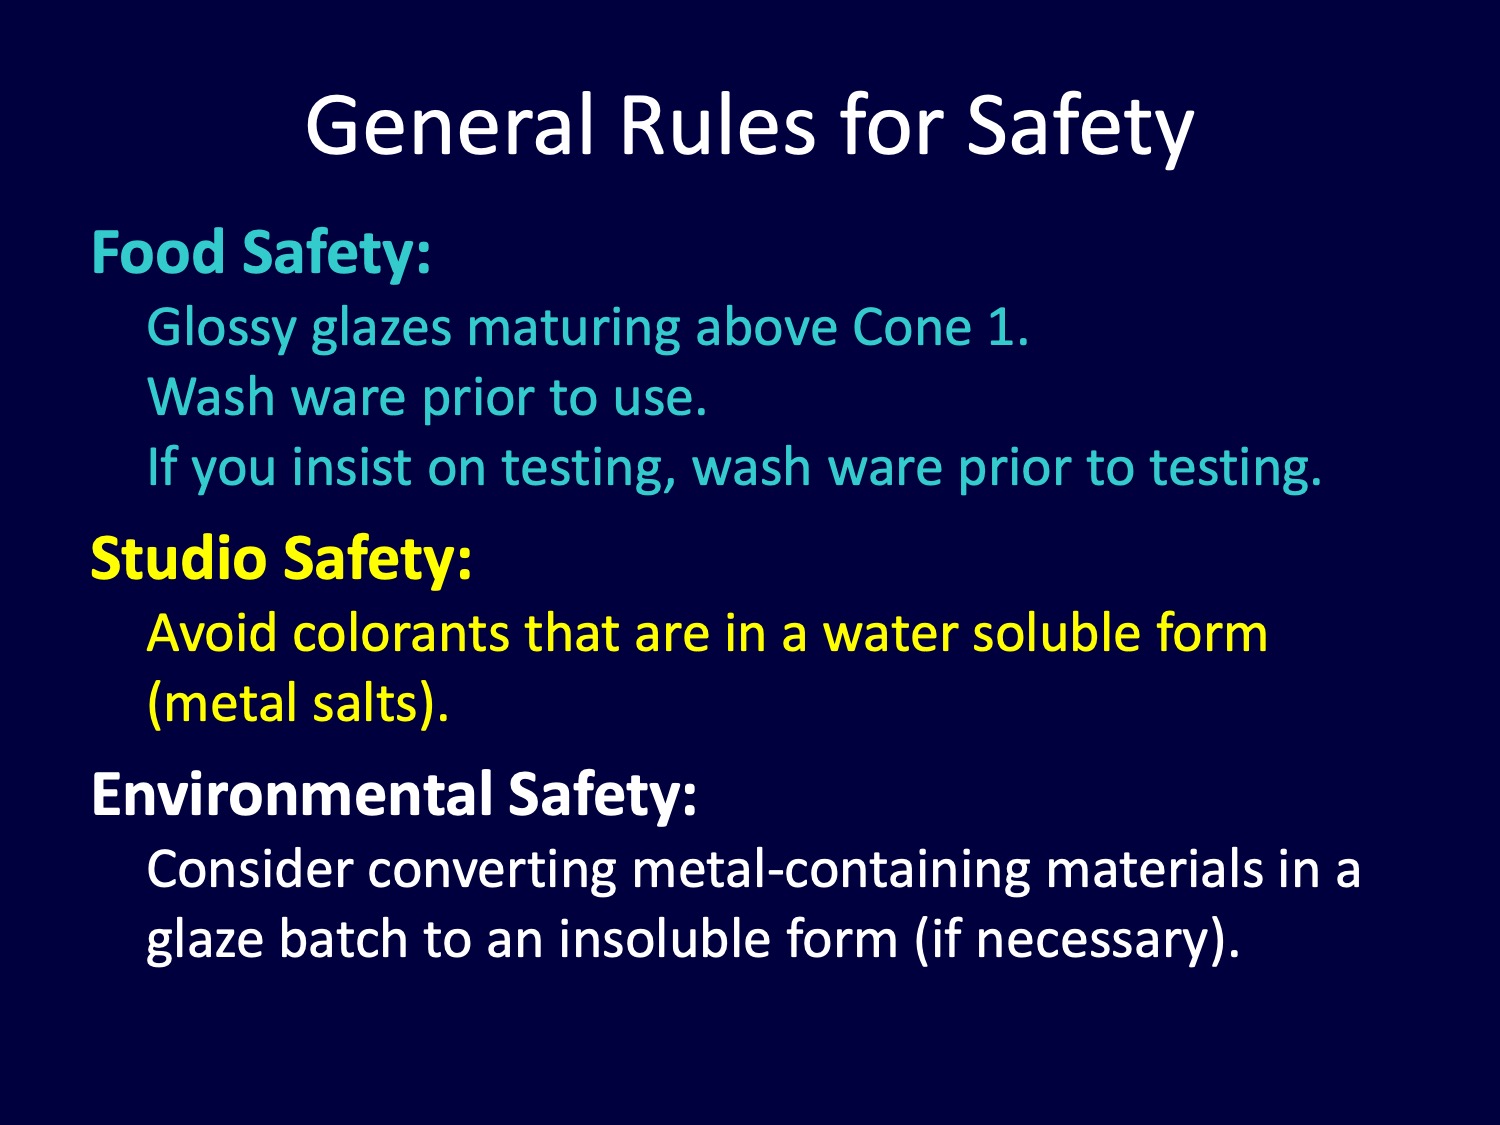 General Rules for Safety
Food Safety:
Glossy glazes maturing above Cone 1.
Wash ware prior to use.
If you insist on testing, wash ware prior to testing.
Studio Safety:
Avoid colorants that are in a water soluble form
(metal salts).
Environmental Safety:
Consider converting metal-containing materials in a
glaze batch to an insoluble form (if necessary).